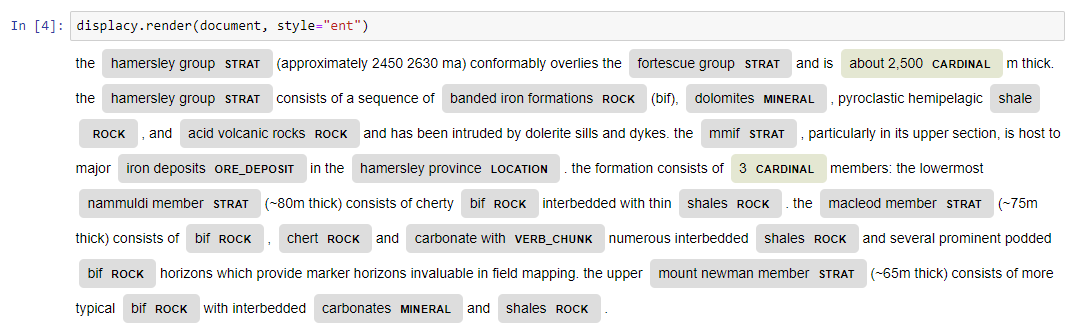 In [4]: displacy.render(document, style="ent")
the hamersley group STRAT (approximately 2450 2630 ma) conformably overlies the fortescue group STRAT and is about 2,500 CARDINAL m thick.
the hamersley group STRAT consists of a sequence of banded iron formations ROCK (bif), dolomites MINERAL , pyroclastic hemipelagic shale
ROCK , and acid volcanic rocks ROCK and has been intruded by dolerite sills and dykes. the mmif STRAT , particularly in its upper section, is host to
major iron deposits ORE_DEPOSIT in the hamersley province LOCATION . the formation consists of 3 CARDINAL members: the lowermost
nammuldi member STRAT (~80m thick) consists of cherty bif ROCK interbedded with thin shales ROCK . the macleod member STRAT (~75m
thick) consists of bif ROCK , chert ROCK and carbonate with VERB_CHUNK numerous interbedded shales ROCK and several prominent podded
bif ROCK horizons which provide marker horizons invaluable in field mapping. the upper mount newman member STRAT (~65m thick) consists of more
typical bif ROCK with interbedded carbonates MINERAL and shales ROCK .